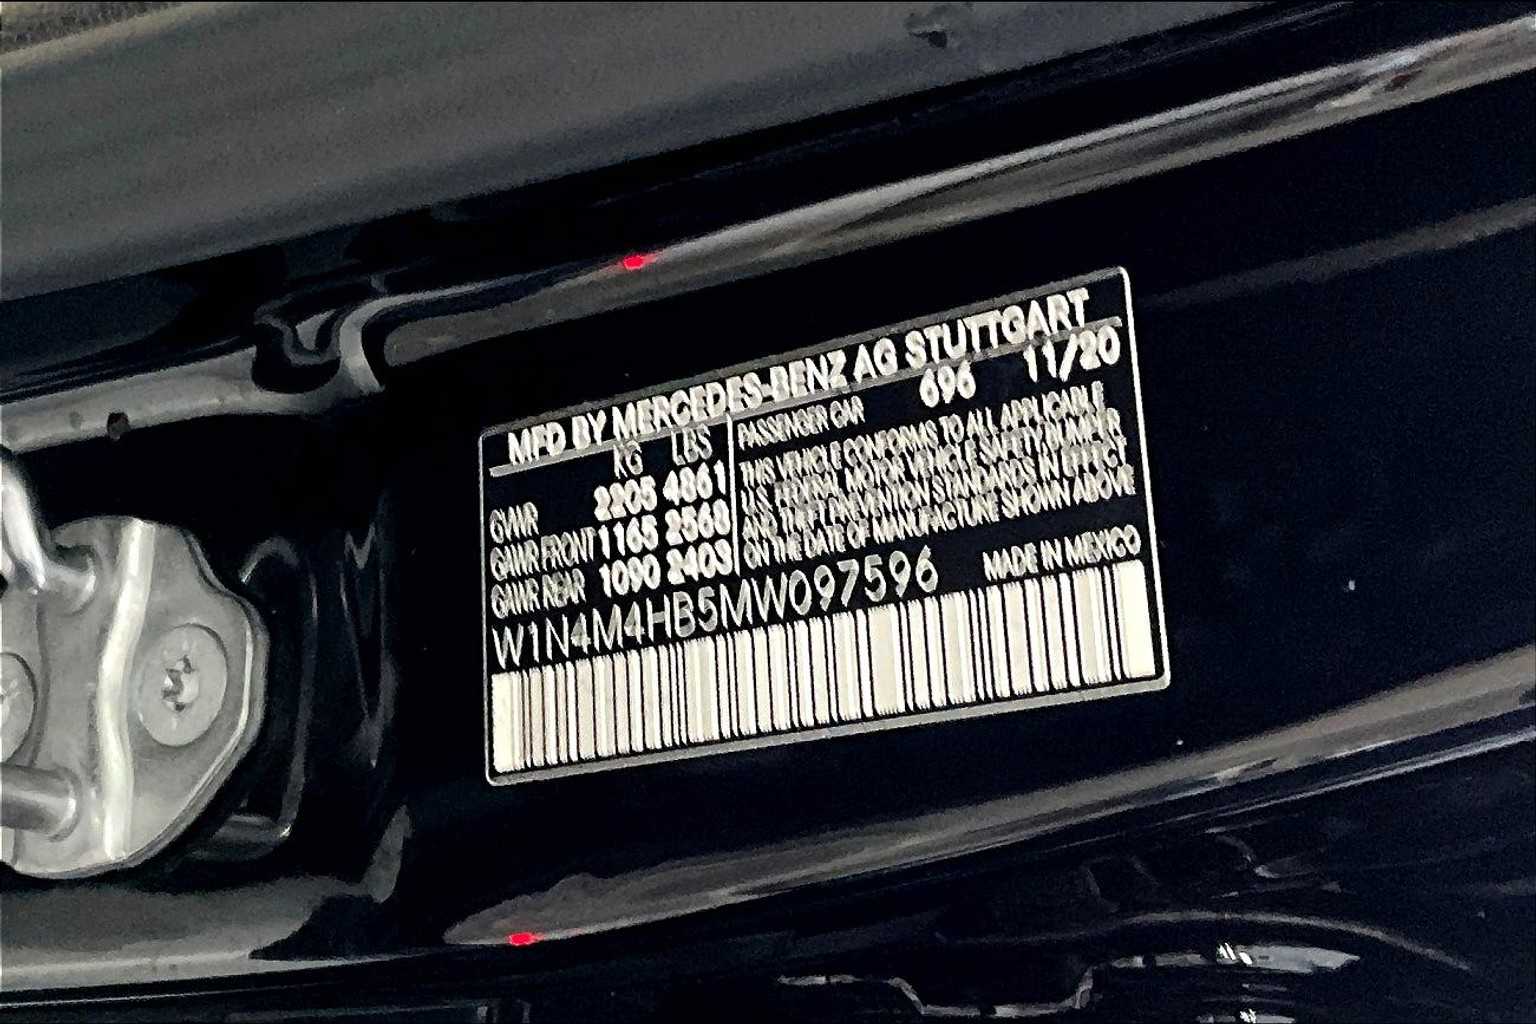 MFD BY MERCEDES-BENZ AG STUTTGART
KG LBS
GVWR 2205 4861
GAWR FRONT 1165 2568
GAWR REAR 1090 2403
PASSENGER CAR 696 11/20
THIS VEHICLE CONFORMS TO ALL APPLICABLE
U.S. FEDERAL MOTOR VEHICLE SAFETY BUMPER
AND THEFT PREVENTION STANDARDS IN EFFECT
ON THE DATE OF MANUFACTURE SHOWN ABOVE
W1N4M4HB5MW097596 MADE IN MEXICO